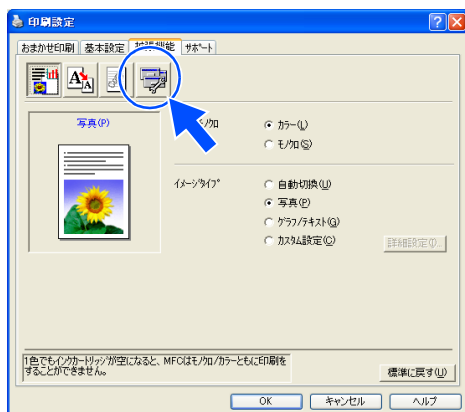 印刷設定
おまかせ印刷 基本設定 拡張機能 サポート
写真(P)
カラー(L)
モノクロ(S)
イメージタイプ
自動切換(U)
写真(P)
グラフ/テキスト(G)
カスタム設定(C)
詳細設定(I)...
1色でもインクカートリッジが空になると、MFCはモノクロ/カラーともに印刷を
することができません。
標準に戻す(U)
OK キャンセル ヘルプ